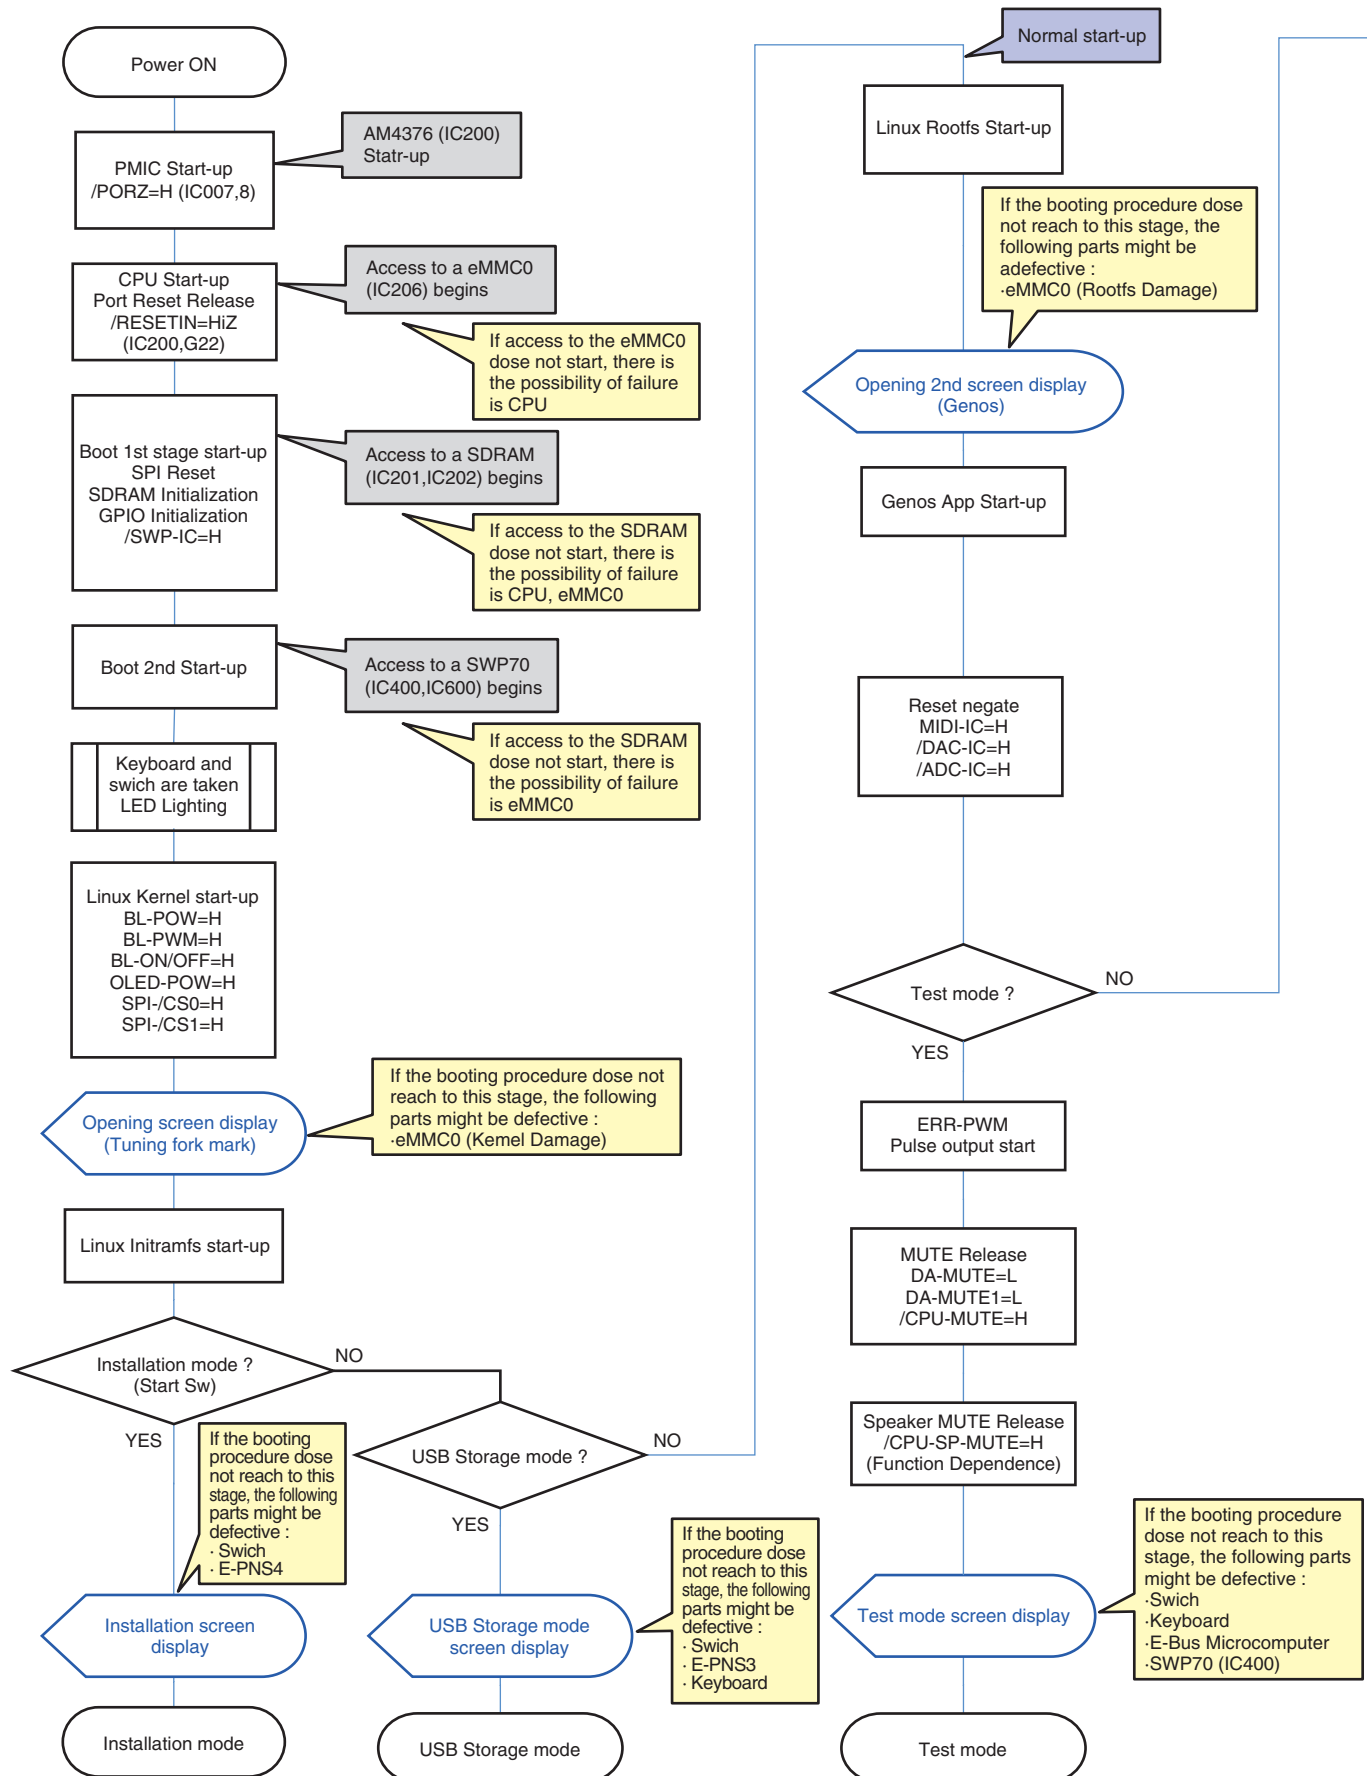 Power ON
PMIC Start-up
/PORZ=H (IC007,8)
AM4376 (IC200)
Statr-up
CPU Start-up
Port Reset Release
/RESETIN=HiZ
(IC200,G22)
Access to a eMMC0
(IC206) begins
If access to the eMMC0
dose not start, there is
the possibility of failure
is CPU
Boot 1st stage start-up
SPI Reset
SDRAM Initialization
GPIO Initialization
/SWP-IC=H
Access to a SDRAM
(IC201,IC202) begins
If access to the SDRAM
dose not start, there is
the possibility of failure
is CPU, eMMC0
Boot 2nd Start-up
Access to a SWP70
(IC400,IC600) begins
If access to the SDRAM
dose not start, there is
the possibility of failure
is eMMC0
Keyboard and
swich are taken
LED Lighting
Linux Kernel start-up
BL-POW=H
BL-PWM=H
BL-ON/OFF=H
OLED-POW=H
SPI-/CS0=H
SPI-/CS1=H
Opening screen display
(Tuning fork mark)
If the booting procedure dose not
reach to this stage, the following
parts might be defective :
·eMMC0 (Kemel Damage)
Linux Initramfs start-up
Installation mode ?
(Start Sw)
NO
YES
If the booting
procedure dose
not reach to this
stage, the following
parts might be
defective :
· Swich
· E-PNS4
Installation screen
display
Installation mode
USB Storage mode ?
NO
YES
If the booting
procedure dose
not reach to this
stage, the following
parts might be
defective :
· Swich
· E-PNS3
· Keyboard
USB Storage mode
screen display
USB Storage mode
Normal start-up
Linux Rootfs Start-up
If the booting procedure dose
not reach to this stage, the
following parts might be
adefective :
·eMMC0 (Rootfs Damage)
Opening 2nd screen display
(Genos)
Genos App Start-up
Reset negate
MIDI-IC=H
/DAC-IC=H
/ADC-IC=H
Test mode ?
NO
YES
ERR-PWM
Pulse output start
MUTE Release
DA-MUTE=L
DA-MUTE1=L
/CPU-MUTE=H
Speaker MUTE Release
/CPU-SP-MUTE=H
(Function Dependence)
If the booting procedure
dose not reach to this
stage, the following parts
might be defective :
·Swich
·Keyboard
·E-Bus Microcomputer
·SWP70 (IC400)
Test mode screen display
Test mode